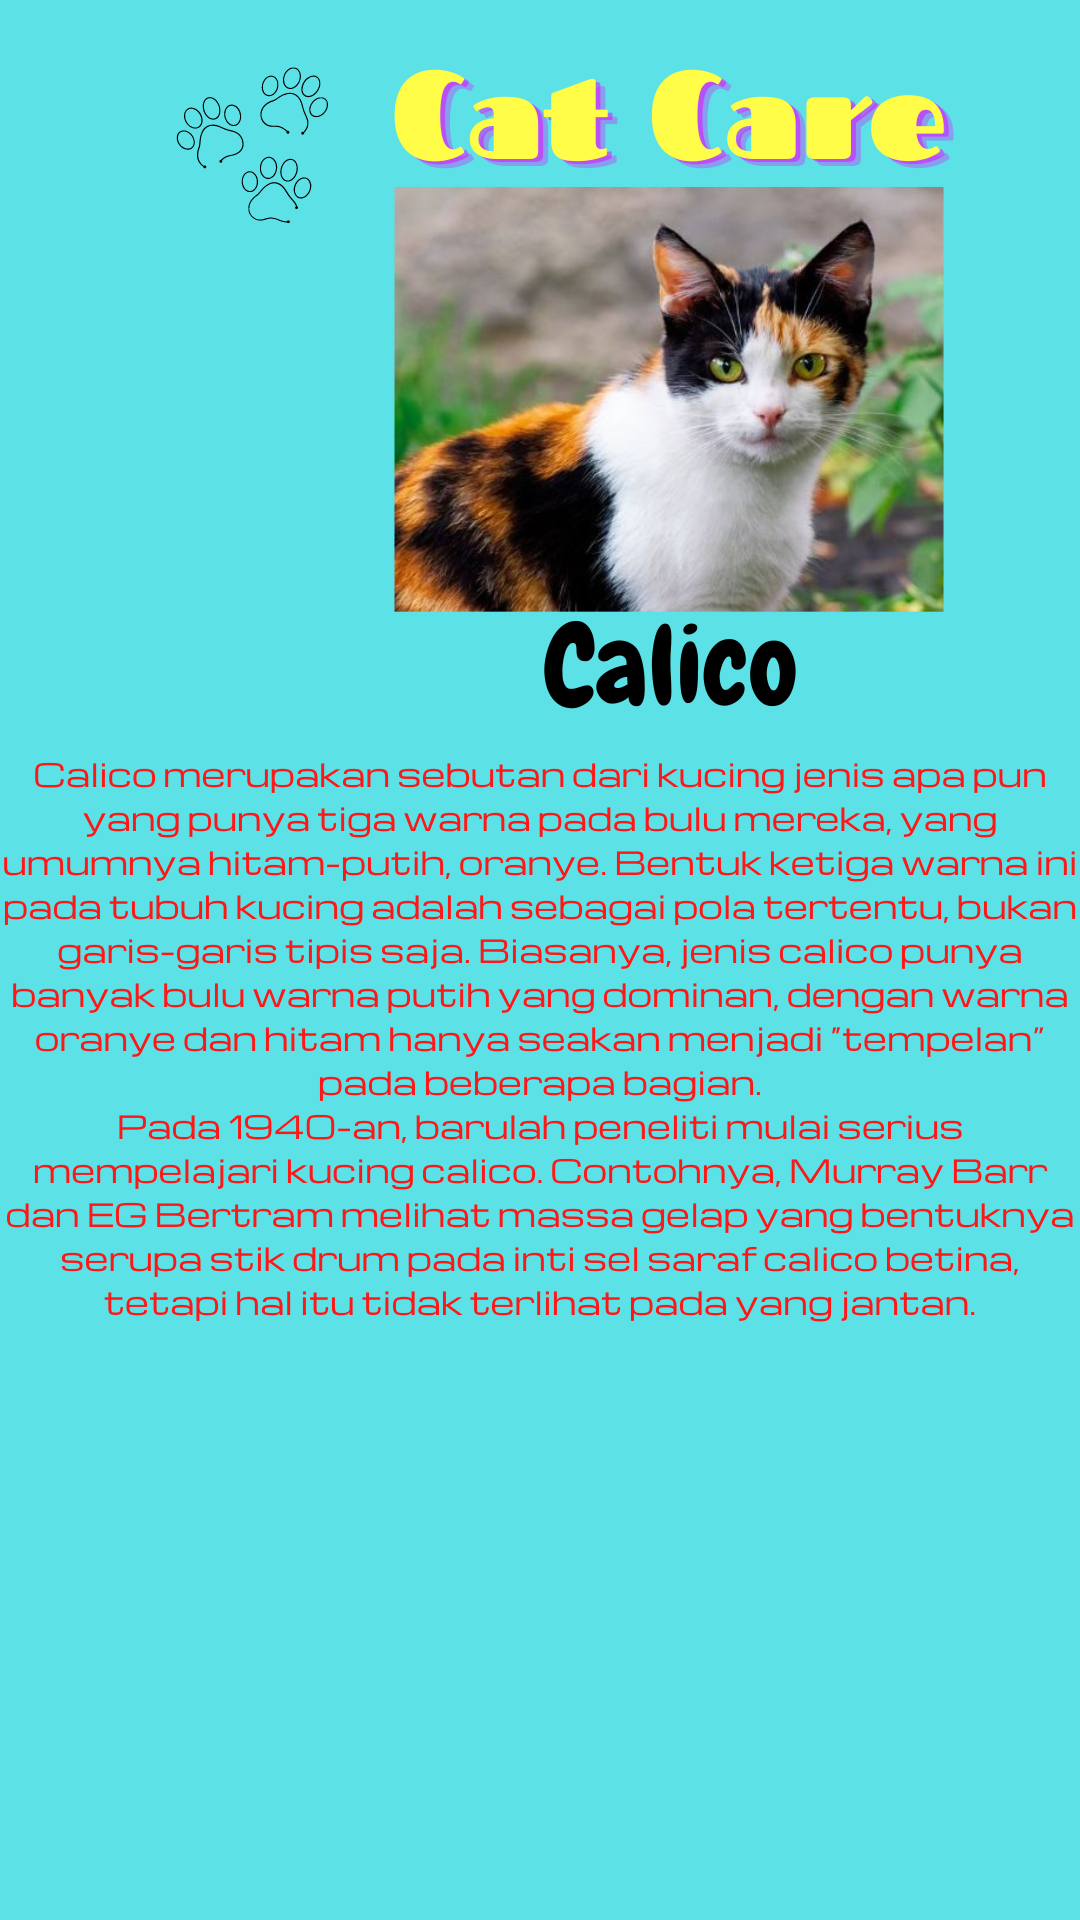 Cat Care
Calico
Calico merupakan sebutan dari kucing jenis apa pun
yang punya tiga warna pada bulu mereka, yang
umumnya hitam-putih, oranye. Bentuk ketiga warna ini
pada tubuh kucing adalah sebagai pola tertentu, bukan
garis-garis tipis saja. Biasanya, jenis calico punya
banyak bulu warna putih yang dominan, dengan warna
oranye dan hitam hanya seakan menjadi "tempelan"
pada beberapa bagian.
Pada 1940-an, barulah peneliti mulai serius
mempelajari kucing calico. Contohnya, Murray Barr
dan EG Bertram melihat massa gelap yang bentuknya
serupa stik drum pada inti sel saraf calico betina,
tetapi hal itu tidak terlihat pada yang jantan.